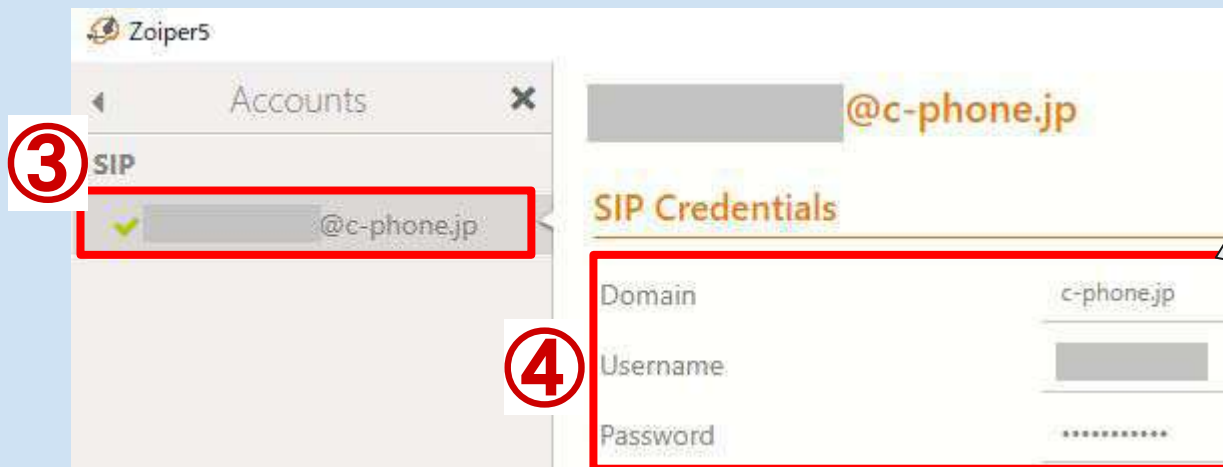 Zoiper5
Accounts
③
SIP
@c-phone.jp
@c-phone.jp
SIP Credentials
④
Domain
c-phone.jp
Username
Password
•••••••••••